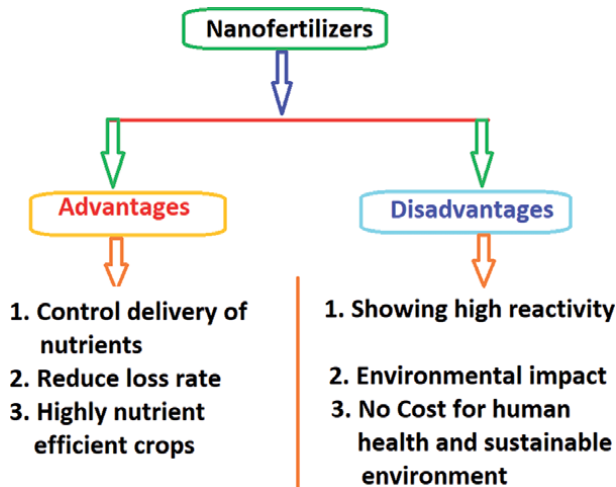 Nanofertilizers
Advantages
Disadvantages
1. Control delivery of
nutrients
2. Reduce loss rate
3. Highly nutrient
efficient crops
1. Showing high reactivity
2. Environmental impact
3. No Cost for human
health and sustainable
environment